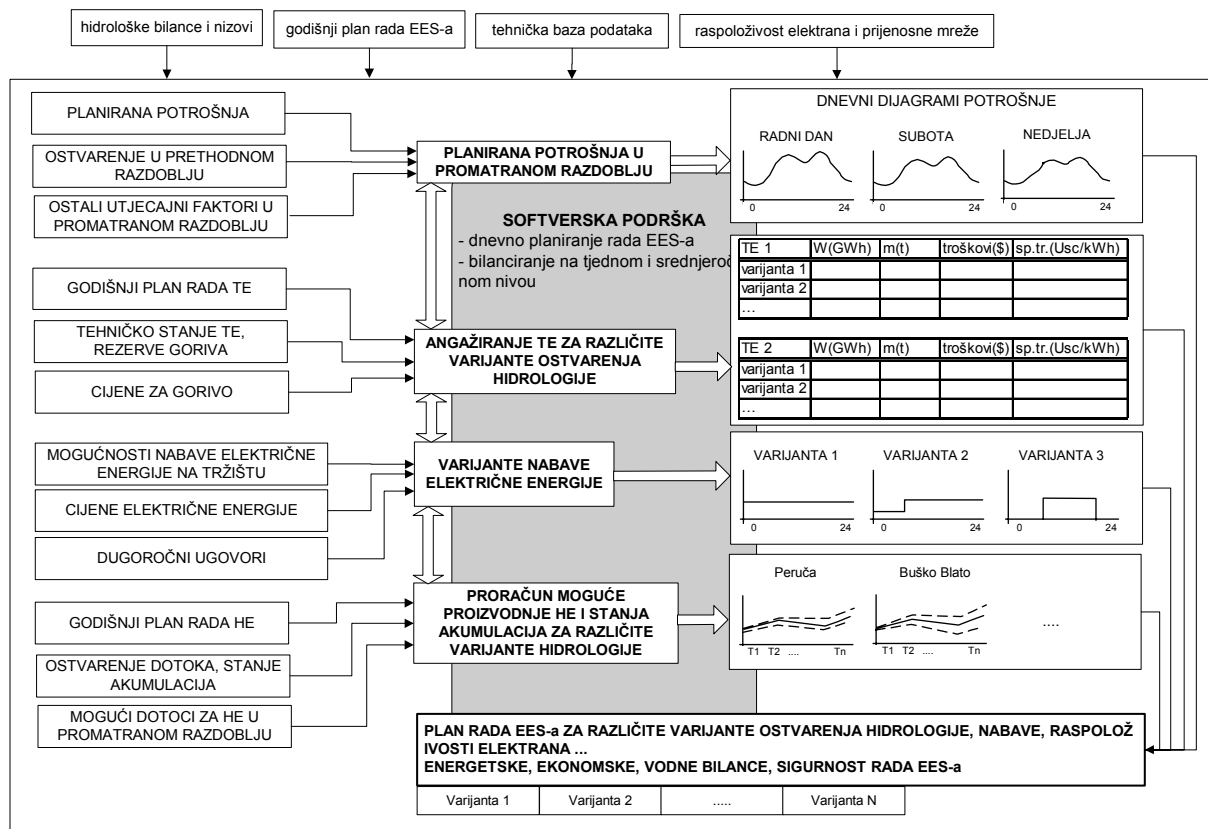 hidrološke bilance i nizovi
godišnji plan rada EES-a
tehnička baza podataka
raspoloživost elektrana i prijenosne mreže
PLANIRANA POTROŠNJA
OSTVARENJE U PRETHODNOM
RAZDOBLJU
OSTALI UTJECAJNI FAKTORI U
PROMATRANOM RAZDOBLJU
PLANIRANA POTROŠNJA U
PROMATRANOM RAZDOBLJU
DNEVNI DIJAGRAMI POTROŠNJE
RADNI DAN
SUBOTA
NEDJELJA
0 24
0 24
0 24
SOFTVERSKA PODRŠKA
- dnevno planiranje rada EES-a
- bilanciranje na tjednom i srednjeroč
nom nivou
GODIŠNJI PLAN RADA TE
TEHNIČKO STANJE TE,
REZERVE GORIVA
CIJENE ZA GORIVO
ANGAŽIRANJE TE ZA RAZLIČITE
VARIJANTE OSTVARENJA
HIDROLOGIJE
TE 1 W(GWh) m(t) troškovi($) sp.tr.(Usc/kWh)
varijanta 1
varijanta 2
...
TE 2 W(GWh) m(t) troškovi($) sp.tr.(Usc/kWh)
varijanta 1
varijanta 2
...
MOGUĆNOSTI NABAVE ELEKTRIČNE
ENERGIJE NA TRŽIŠTU
CIJENE ELEKTRIČNE ENERGIJE
DUGOROČNI UGOVORI
VARIJANTE NABAVE
ELEKTRIČNE ENERGIJE
VARIJANTA 1
VARIJANTA 2
VARIJANTA 3
0 24
0 24
0 24
GODIŠNJI PLAN RADA HE
OSTVARENJE DOTOKA, STANJE
AKUMULACIJA
MOGUĆI DOTOCI ZA HE U
PROMATRANOM RAZDOBLJU
PRORAČUN MOGUĆE
PROIZVODNJE HE I STANJA
AKUMULACIJA ZA RAZLIČITE
VARIJANTE HIDROLOGIJE
Peruča
T1 T2 .... Tn
Buško Blato
T1 T2 .... Tn
....
PLAN RADA EES-a ZA RAZLIČITE VARIJANTE OSTVARENJA HIDROLOGIJE, NABAVE, RASPOLOŽ
IVOSTI ELEKTRANA ...
ENERGETSKE, EKONOMSKE, VODNE BILANCE, SIGURNOST RADA EES-a
Varijanta 1
Varijanta 2
.....
Varijanta N